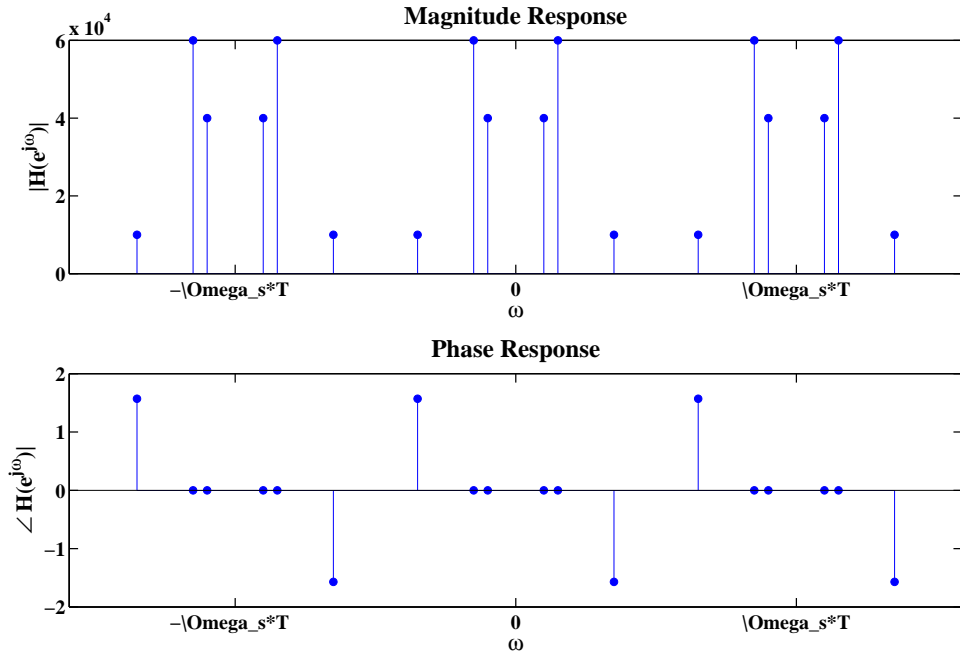 Magnitude Response
x 10^4
6
4
2
0
|H(e^{jω})|
−\Omega_s*T
0
\Omega_s*T
ω
Phase Response
2
1
0
−1
−2
∠ H(e^{jω})|
−\Omega_s*T
0
\Omega_s*T
ω